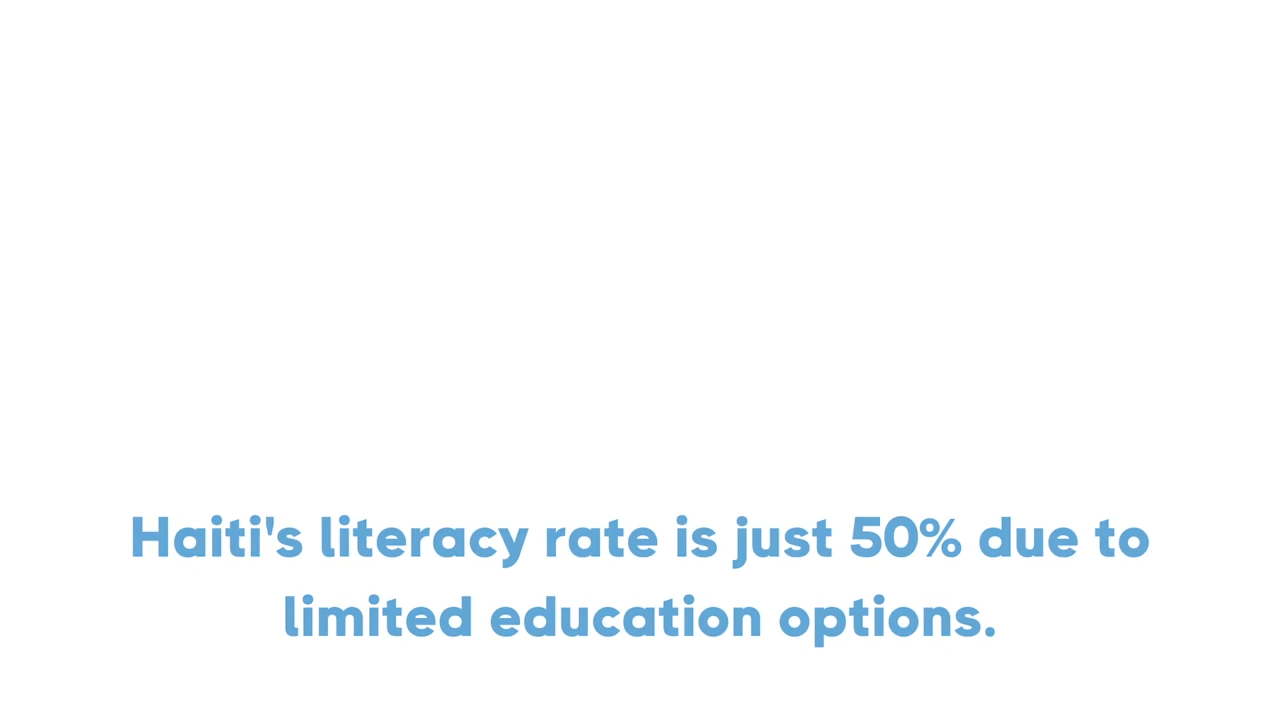 Haiti's literacy rate is just 50% due to
limited education options.